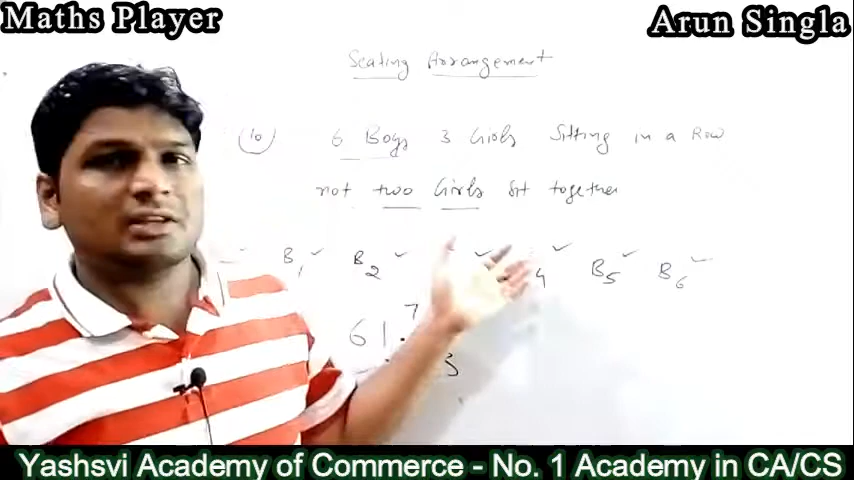 Maths Player
Arun Singla
Seating Arrangement
10 6 Boys 3 Girls Sitting in a Row
not two Girls sit together
B1 ✓ B2 ✓ ✓ 4 ✓ B5 ✓ B6 ✓
6! . 7
3
Yashsvi Academy of Commerce - No. 1 Academy in CA/CS